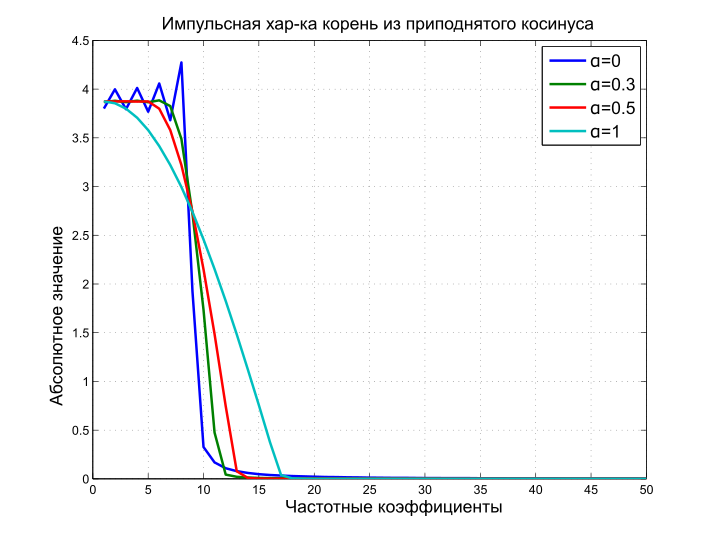 Импульсная хар-ка корень из приподнятого косинуса
4.5
4
3.5
3
2.5
2
1.5
1
0.5
0
Абсолютное значение
α=0
α=0.3
α=0.5
α=1
0 5 10 15 20 25 30 35 40 45 50
Частотные коэффициенты